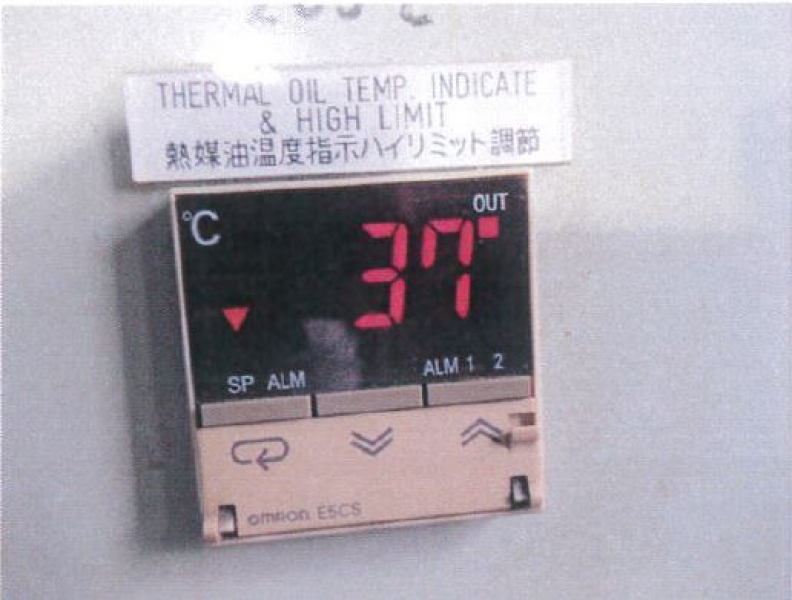 THERMAL OIL TEMP. INDICATE
& HIGH LIMIT
熱媒油温度指示ハイリミット調節
°C
OUT
37
SP ALM
ALM 1 2
omron E5CS